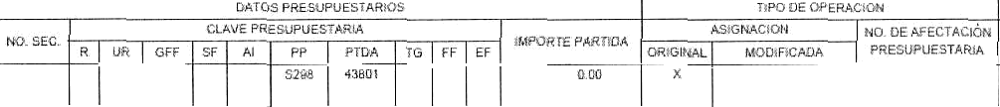 DATOS PRESUPUESTARIOS TIPO DE OPERACION
NO. SEC. CLAVE PRESUPUESTARIA IMPORTE PARTIDA ASIGNACION NO. DE AFECTACIÓN PRESUPUESTARIA
R UR GFF SF AI PP PTDA TG FF EF ORIGINAL MODIFICADA
S298 43801 0.00 X